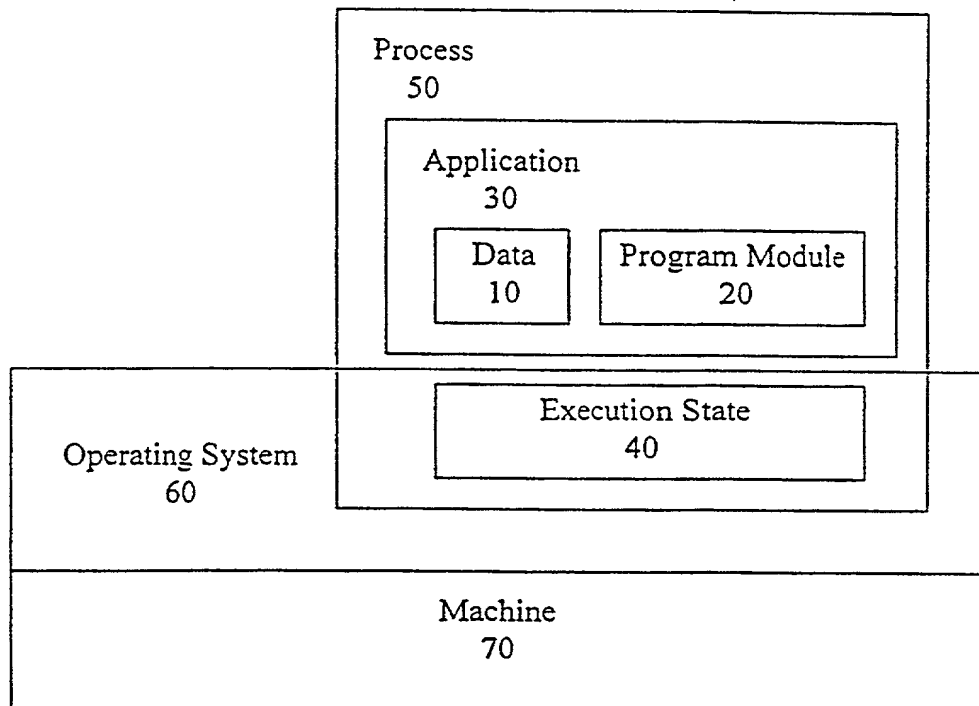 Process
50
Application
30
Data
10
Program Module
20
Execution State
40
Operating System
60
Machine
70